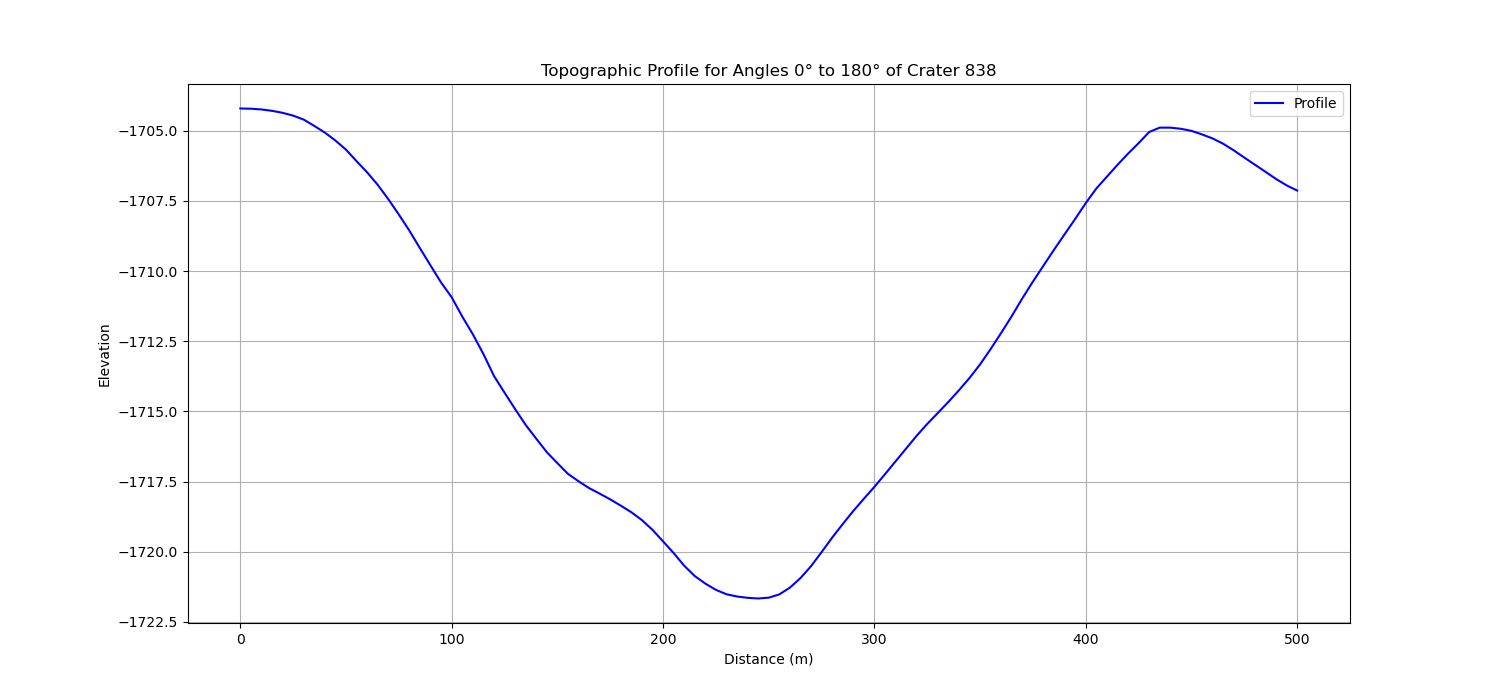 Topographic Profile for Angles 0° to 180° of Crater 838
Profile
−1705.0
−1707.5
−1710.0
−1712.5
−1715.0
−1717.5
−1720.0
−1722.5
Elevation
0 100 200 300 400 500
Distance (m)